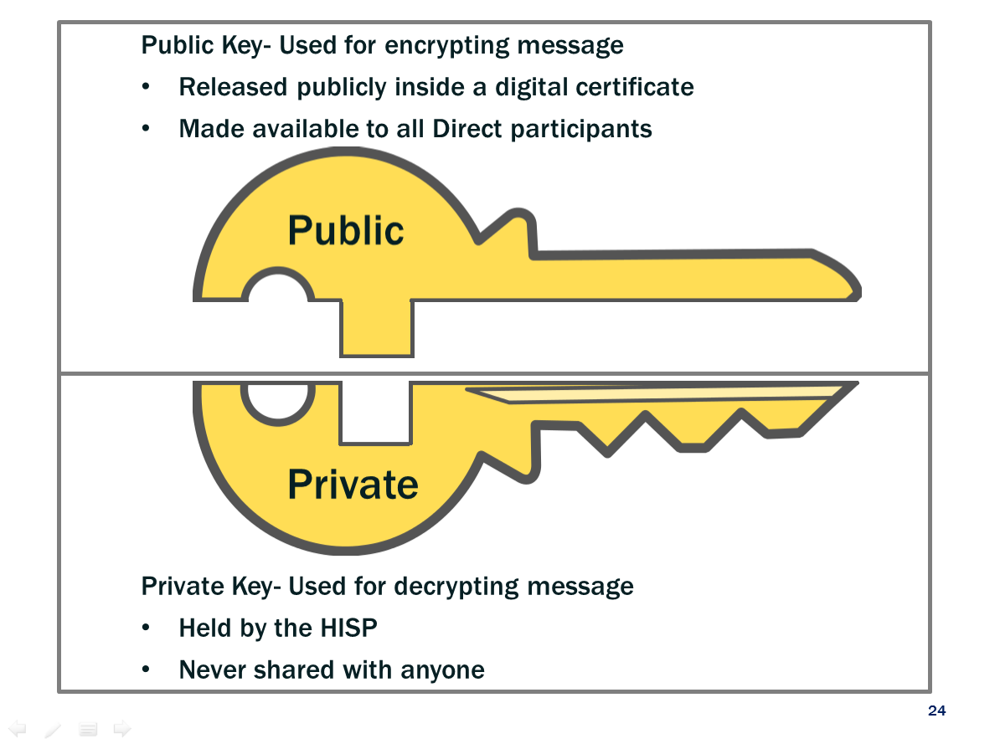 Public Key- Used for encrypting message
• Released publicly inside a digital certificate
• Made available to all Direct participants
Public
Private
Private Key- Used for decrypting message
• Held by the HISP
• Never shared with anyone
24